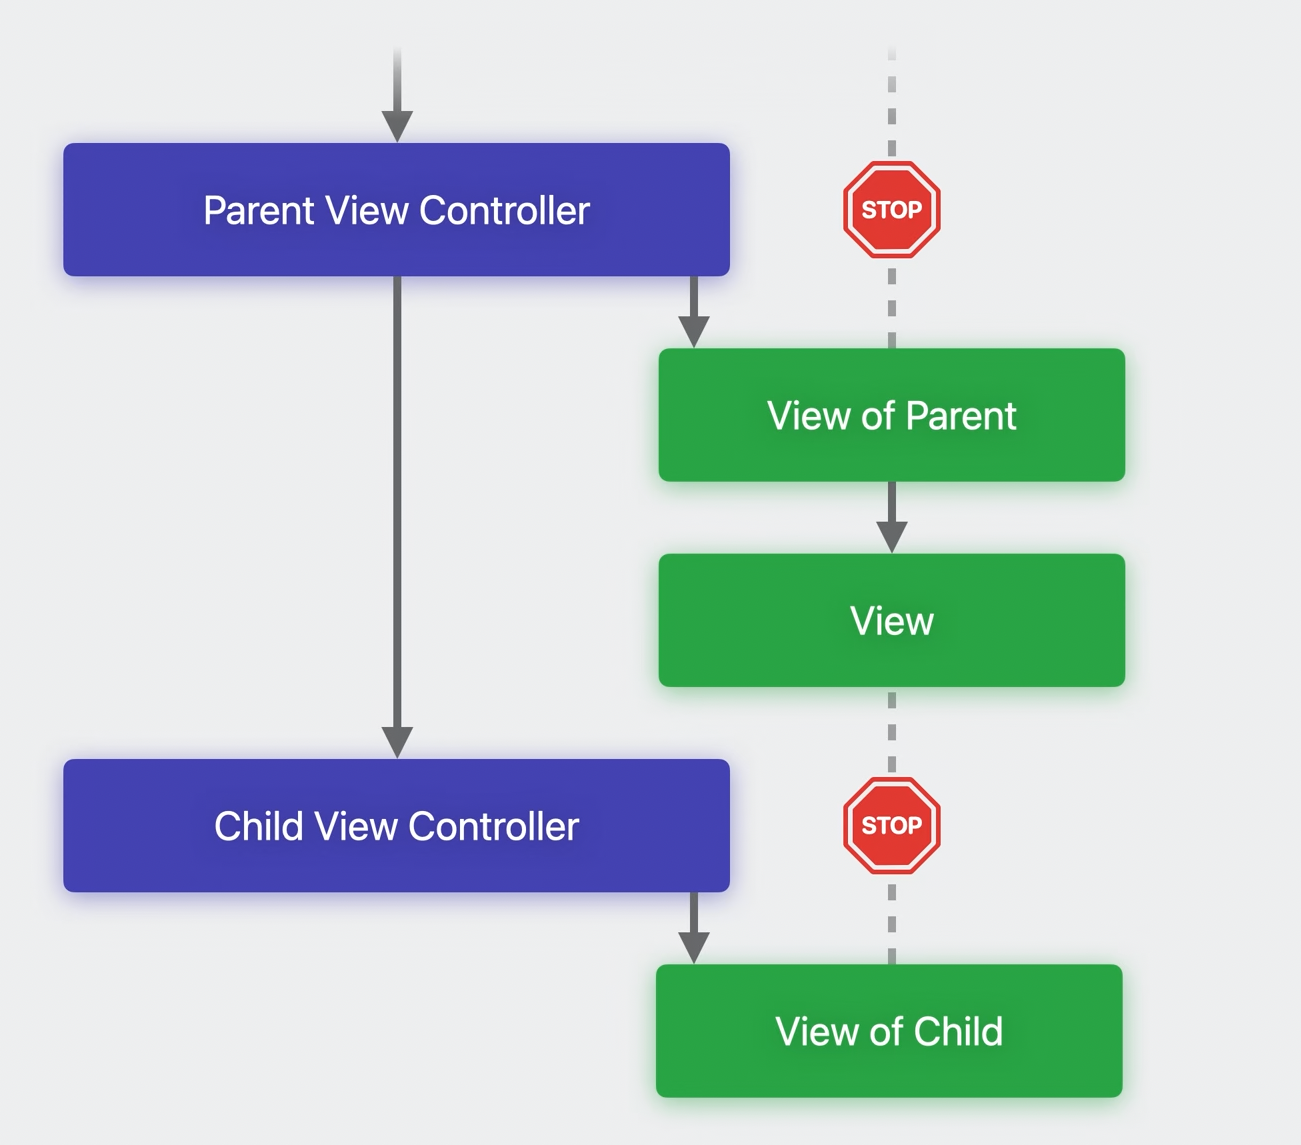 Parent View Controller
STOP
View of Parent
View
Child View Controller
STOP
View of Child